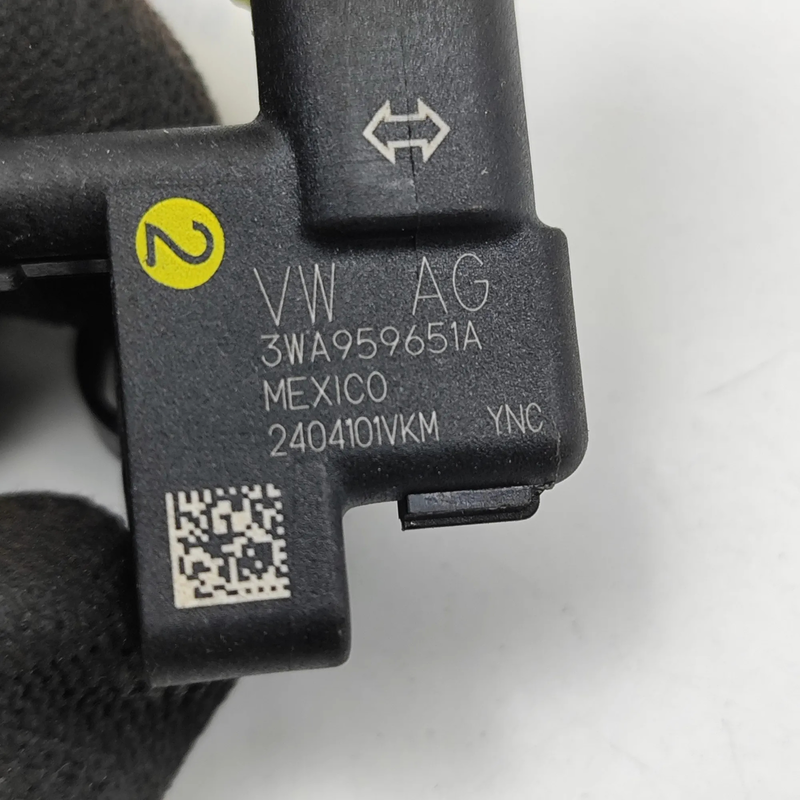 2
VW AG
3WA959651A
MEXICO
2404101VKM YNC